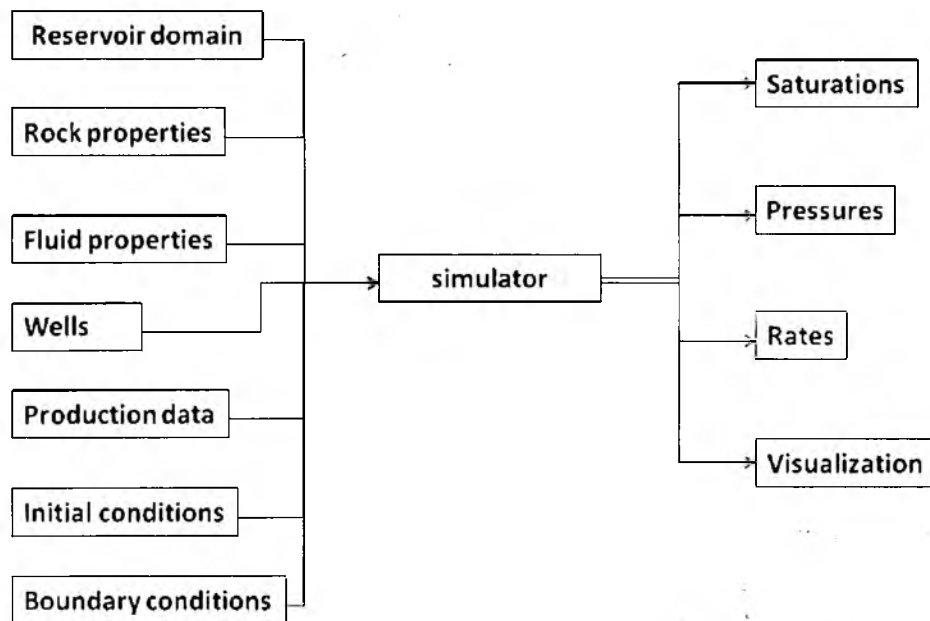 Reservoir domain
Rock properties
Fluid properties
Wells
Production data
Initial conditions
Boundary conditions
simulator
Saturations
Pressures
Rates
Visualization